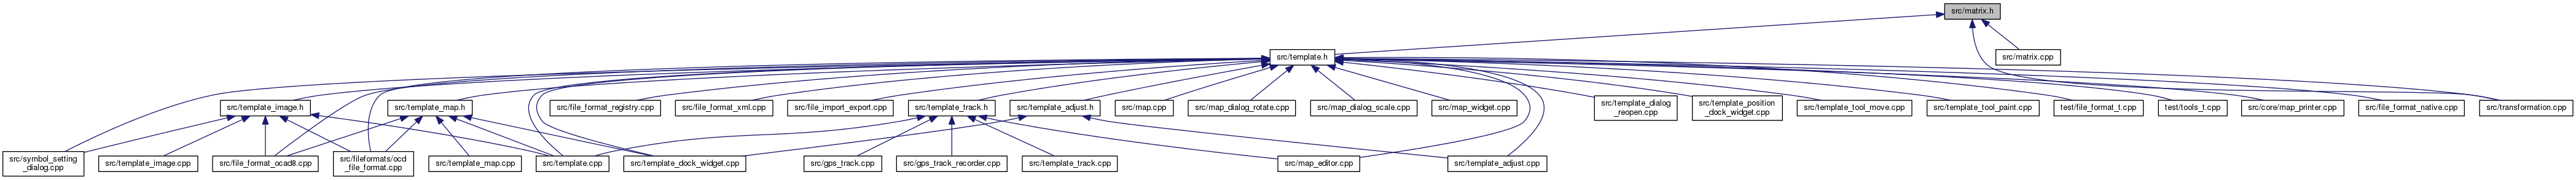 src/matrix.h
src/template.h
src/matrix.cpp
src/template_image.h
src/template_map.h
src/file_format_registry.cpp
src/file_format_xml.cpp
src/file_import_export.cpp
src/template_track.h
src/template_adjust.h
src/map.cpp
src/map_dialog_rotate.cpp
src/map_dialog_scale.cpp
src/map_widget.cpp
src/template_dialog
_reopen.cpp
src/template_position
_dock_widget.cpp
src/template_tool_move.cpp
src/template_tool_paint.cpp
test/file_format_t.cpp
test/tools_t.cpp
src/core/map_printer.cpp
src/file_format_native.cpp
src/transformation.cpp
src/symbol_setting
_dialog.cpp
src/template_image.cpp
src/file_format_ocad8.cpp
src/fileformats/ocd
_file_format.cpp
src/template_map.cpp
src/template.cpp
src/template_dock_widget.cpp
src/gps_track.cpp
src/gps_track_recorder.cpp
src/template_track.cpp
src/map_editor.cpp
src/template_adjust.cpp